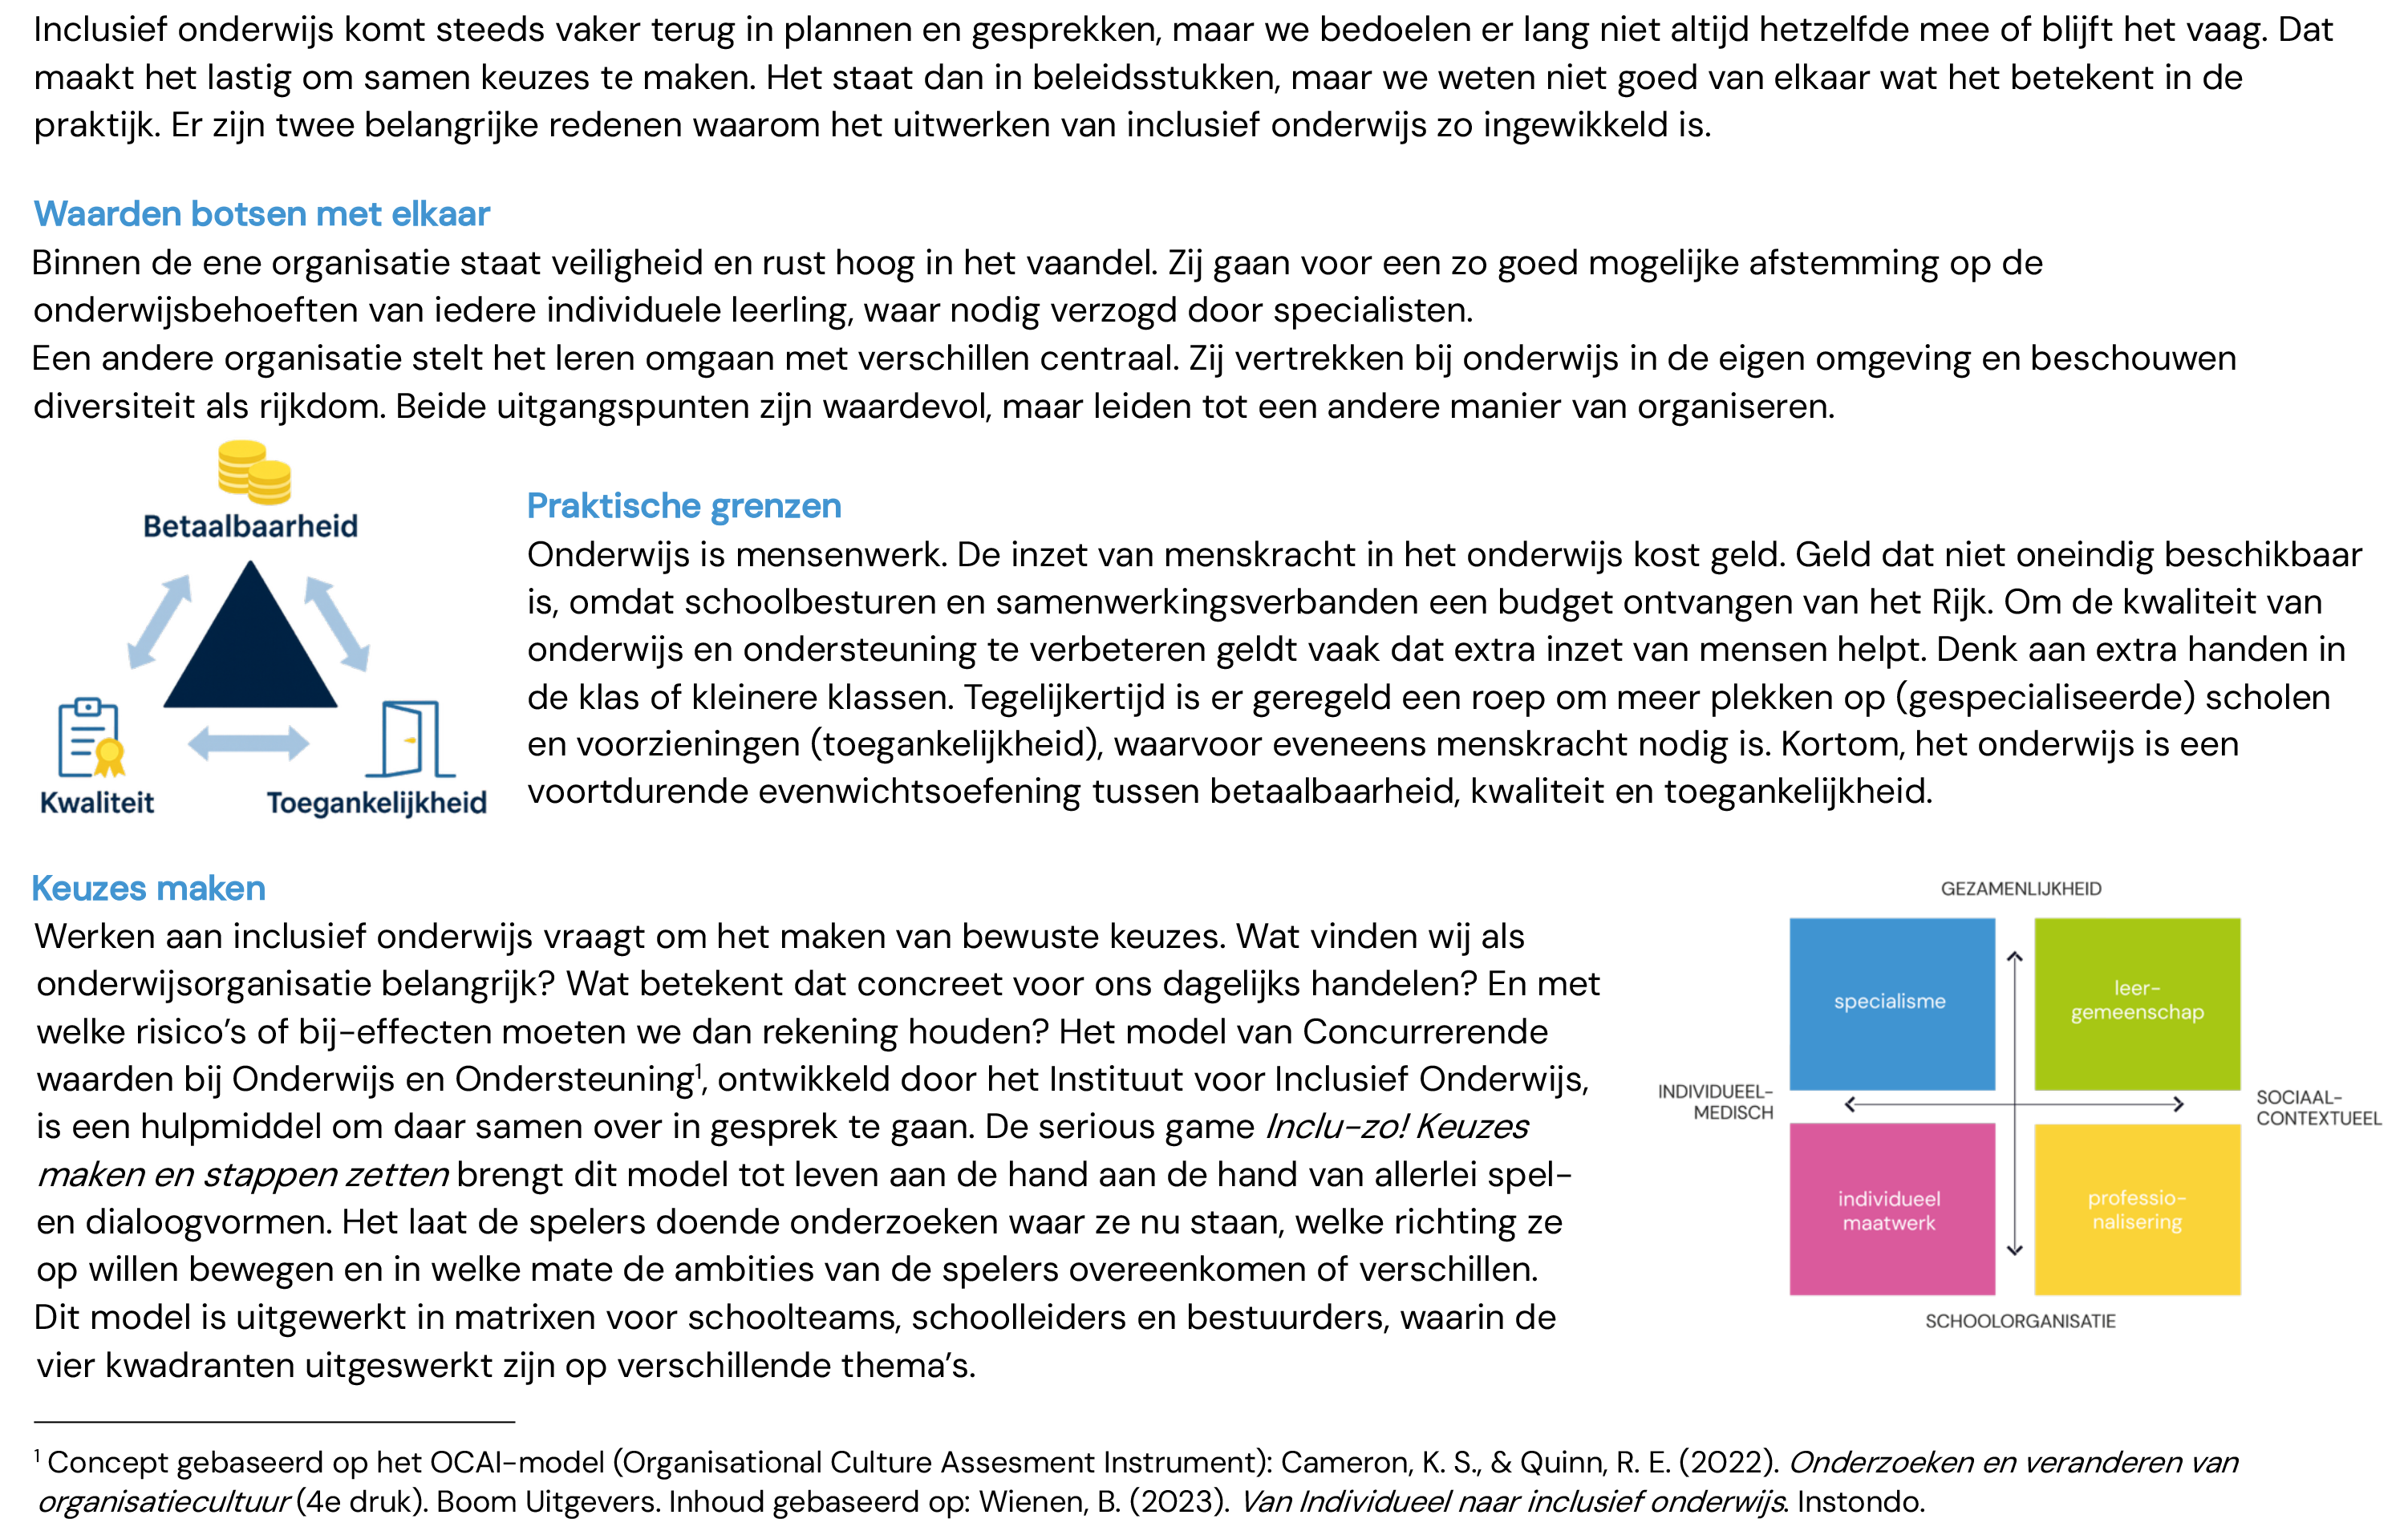 Inclusief onderwijs komt steeds vaker terug in plannen en gesprekken, maar we bedoelen er lang niet altijd hetzelfde mee of blijft het vaag. Dat
maakt het lastig om samen keuzes te maken. Het staat dan in beleidsstukken, maar we weten niet goed van elkaar wat het betekent in de
praktijk. Er zijn twee belangrijke redenen waarom het uitwerken van inclusief onderwijs zo ingewikkeld is.
Waarden botsen met elkaar
Binnen de ene organisatie staat veiligheid en rust hoog in het vaandel. Zij gaan voor een zo goed mogelijke afstemming op de
onderwijsbehoeften van iedere individuele leerling, waar nodig verzogd door specialisten.
Een andere organisatie stelt het leren omgaan met verschillen centraal. Zij vertrekken bij onderwijs in de eigen omgeving en beschouwen
diversiteit als rijkdom. Beide uitgangspunten zijn waardevol, maar leiden tot een andere manier van organiseren.
Betaalbaarheid
Kwaliteit
Toegankelijkheid
Praktische grenzen
Onderwijs is mensenwerk. De inzet van menskracht in het onderwijs kost geld. Geld dat niet oneindig beschikbaar
is, omdat schoolbesturen en samenwerkingsverbanden een budget ontvangen van het Rijk. Om de kwaliteit van
onderwijs en ondersteuning te verbeteren geldt vaak dat extra inzet van mensen helpt. Denk aan extra handen in
de klas of kleinere klassen. Tegelijkertijd is er geregeld een roep om meer plekken op (gespecialiseerde) scholen
en voorzieningen (toegankelijkheid), waarvoor eveneens menskracht nodig is. Kortom, het onderwijs is een
voortdurende evenwichtsoefening tussen betaalbaarheid, kwaliteit en toegankelijkheid.
Keuzes maken
Werken aan inclusief onderwijs vraagt om het maken van bewuste keuzes. Wat vinden wij als
onderwijsorganisatie belangrijk? Wat betekent dat concreet voor ons dagelijks handelen? En met
welke risico's of bij-effecten moeten we dan rekening houden? Het model van Concurrerende
waarden bij Onderwijs en Ondersteuning¹, ontwikkeld door het Instituut voor Inclusief Onderwijs,
is een hulpmiddel om daar samen over in gesprek te gaan. De serious game Inclu-zo! Keuzes
maken en stappen zetten brengt dit model tot leven aan de hand aan de hand van allerlei spel-
en dialoogvormen. Het laat de spelers doende onderzoeken waar ze nu staan, welke richting ze
op willen bewegen en in welke mate de ambities van de spelers overeenkomen of verschillen.
Dit model is uitgewerkt in matrixen voor schoolteams, schoolleiders en bestuurders, waarin de
vier kwadranten uitgeswerkt zijn op verschillende thema's.
GEZAMENLIJKHEID
specialisme
leer-
gemeenschap
INDIVIDUEEL-
MEDISCH
SOCIAAL-
CONTEXTUEEL
individueel
maatwerk
professio-
nalisering
SCHOOLORGANISATIE
¹ Concept gebaseerd op het OCAI-model (Organisational Culture Assesment Instrument): Cameron, K. S., & Quinn, R. E. (2022). Onderzoeken en veranderen van
organisatiecultuur (4e druk). Boom Uitgevers. Inhoud gebaseerd op: Wienen, B. (2023). Van Individueel naar inclusief onderwijs. Instondo.